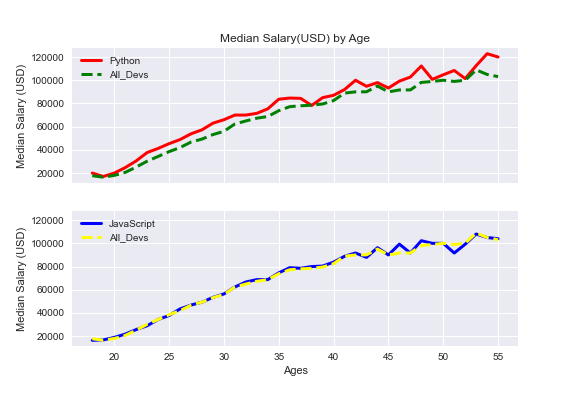 Median Salary(USD) by Age
Median Salary (USD)
120000
100000
80000
60000
40000
20000
Python
All_Devs
Median Salary (USD)
120000
100000
80000
60000
40000
20000
JavaScript
All_Devs
20 25 30 35 40 45 50 55
Ages